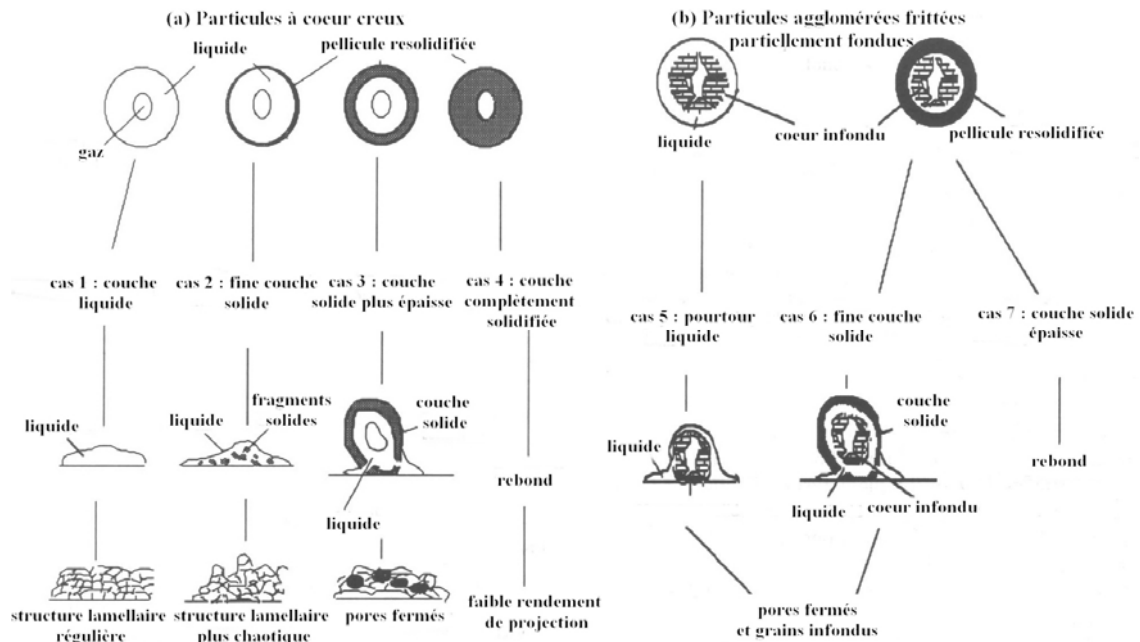 (a) Particules à coeur creux
liquide
pellicule resolidifiée
gaz
cas 1 : couche
liquide
cas 2 : fine couche
solide
cas 3 : couche
solide plus épaisse
cas 4 : couche
complètement
solidifiée
liquide
liquide
fragments
solides
couche
solide
liquide
rebond
structure lamellaire
régulière
structure lamellaire
plus chaotique
pores fermés
faible rendement
de projection
(b) Particules agglomérées frittées
partiellement fondues
liquide
coeur infondu
pellicule resolidifiée
cas 5 : pourtour
liquide
cas 6 : fine couche
solide
cas 7 : couche solide
épaisse
liquide
couche
solide
liquide
coeur infondu
rebond
pores fermés
et grains infondus